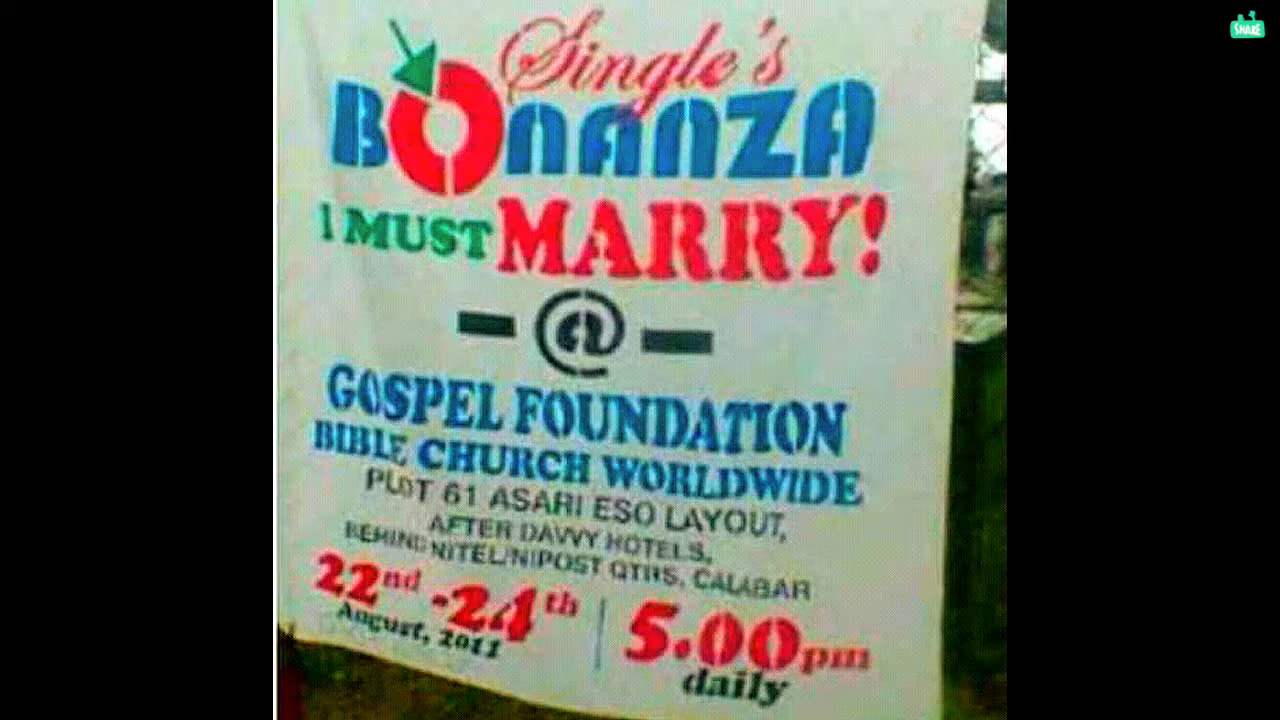 Single's
BONANZA
I MUST MARRY!
- @ -
GOSPEL FOUNDATION
BIBLE CHURCH WORLDWIDE
PLOT 61 ASARI ESO LAYOUT,
AFTER DAVVY HOTELS,
BEHIND NITEL/NIPOST QTRS, CALABAR
22nd -24th
August, 2011
5.00pm
daily
SHARE